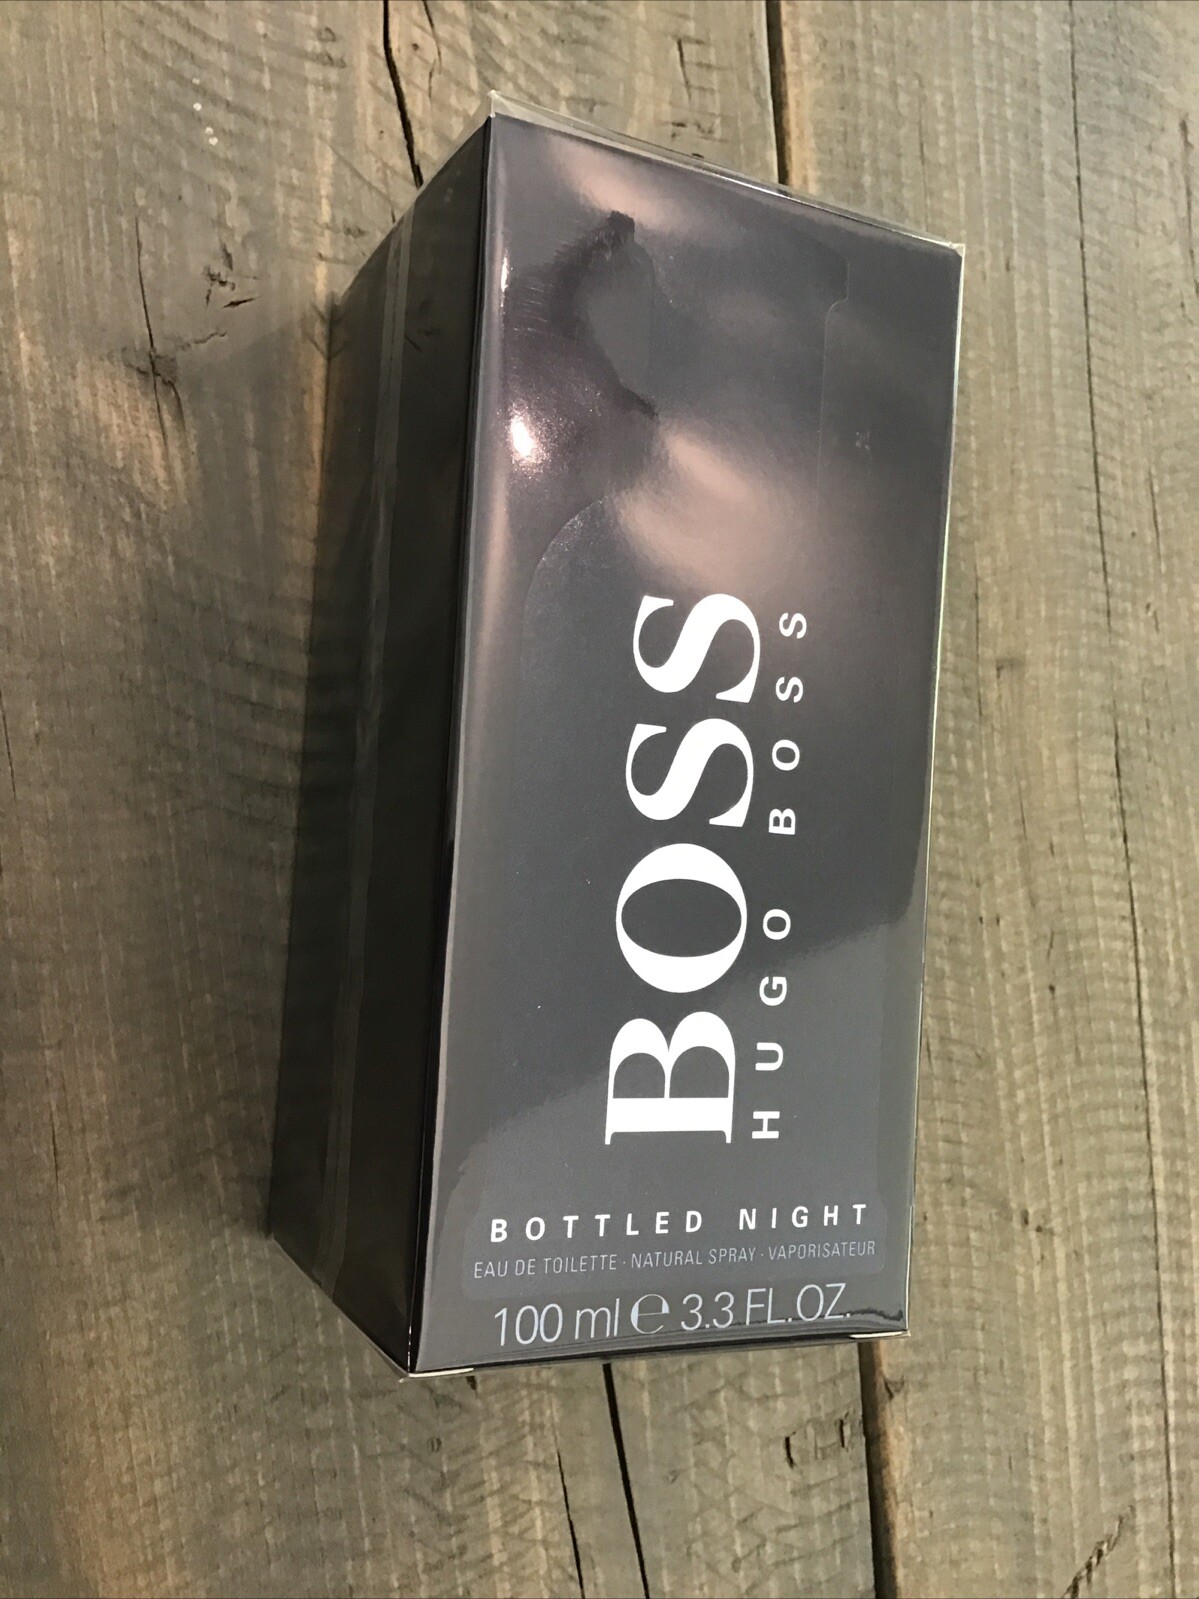 BOSS
HUGO BOSS
BOTTLED NIGHT
EAU DE TOILETTE · NATURAL SPRAY · VAPORISATEUR
100 ml ℮ 3.3 FL.OZ.